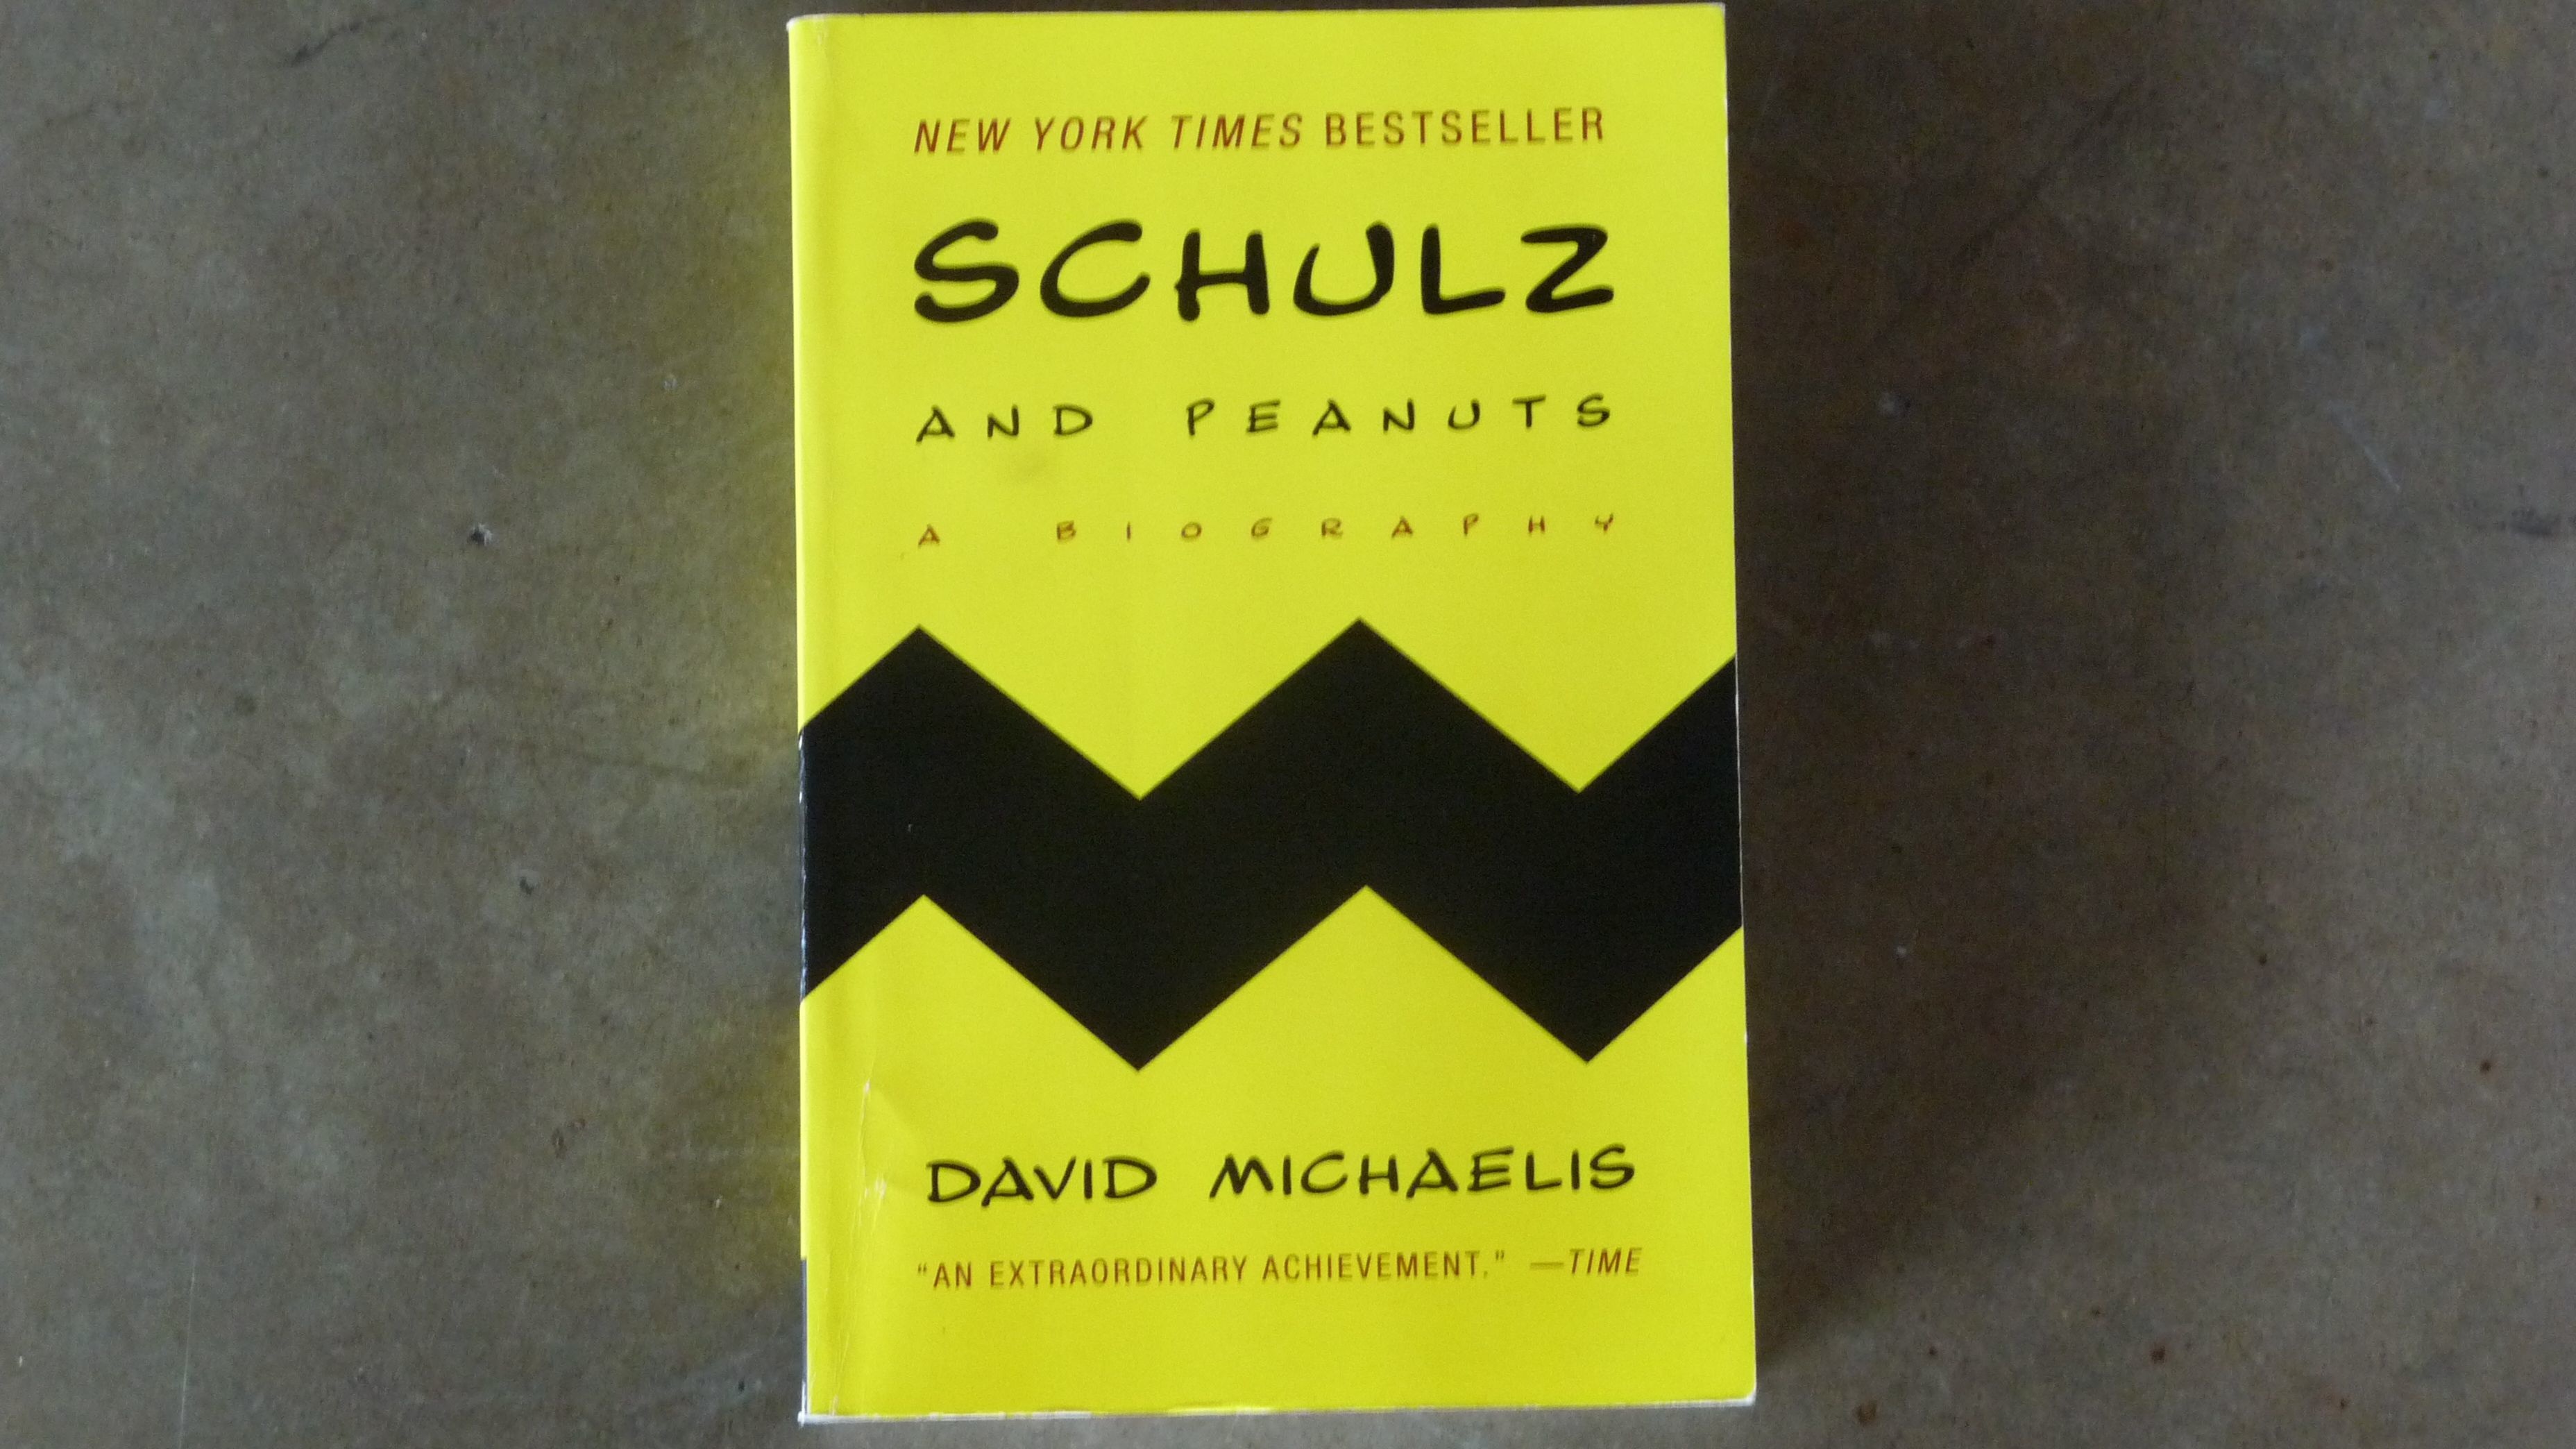 NEW YORK TIMES BESTSELLER
SCHULZ
AND PEANUTS
A BIOGRAPHY
DAVID MICHAELIS
"AN EXTRAORDINARY ACHIEVEMENT." —TIME